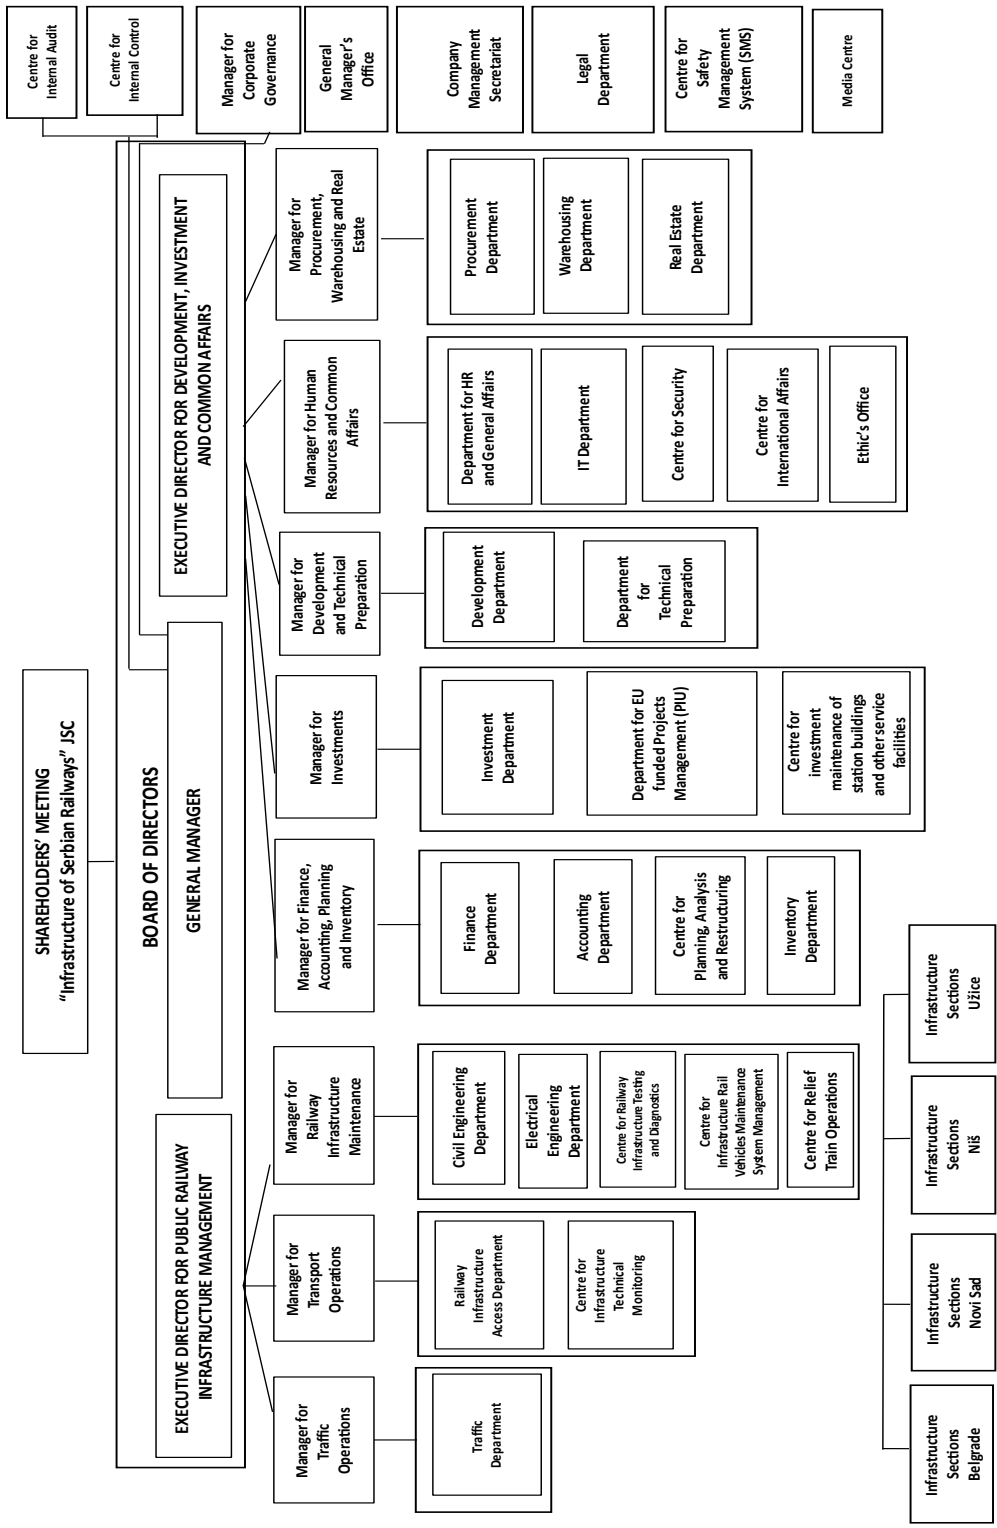 SHAREHOLDERS’ MEETING
“Infrastructure of Serbian Railways” JSC
BOARD OF DIRECTORS
EXECUTIVE DIRECTOR FOR PUBLIC RAILWAY
INFRASTRUCTURE MANAGEMENT
GENERAL MANAGER
EXECUTIVE DIRECTOR FOR DEVELOPMENT, INVESTMENT
AND COMMON AFFAIRS
Centre for
Internal Audit
Centre for
Internal Control
Manager for
Corporate
Governance
General
Manager’s
Office
Company
Management
Secretariat
Legal
Department
Centre for
Safety
Management
System (SMS)
Media Centre
Manager for
Traffic
Operations
Manager for
Transport
Operations
Manager for
Railway
Infrastructure
Maintenance
Manager for Finance,
Accounting, Planning
and Inventory
Manager for
Investments
Manager for
Development
and Technical
Preparation
Manager for Human
Resources and Common
Affairs
Manager for
Procurement,
Warehousing and Real
Estate
Traffic
Department
Railway
Infrastructure
Access Department
Centre for
Infrastructure
Technical
Monitoring
Civil Engineering
Department
Electrical
Engineering
Department
Centre for Railway
Infrastructure Testing
and Diagnostics
Centre for
Infrastructure Rail
Vehicles Maintenance
System Management
Centre for Relief
Train Operations
Finance
Department
Accounting
Department
Centre for
Planning, Analysis
and Restructuring
Inventory
Department
Investment
Department
Department for EU
funded Projects
Management (PIU)
Centre for
investment
maintenance of
station buildings
and other service
facilities
Development
Department
Department
for
Technical
Preparation
Department for HR
and General Affairs
IT Department
Centre for Security
Centre for
International Affairs
Ethic’s Office
Procurement
Department
Warehousing
Department
Real Estate
Department
Infrastructure
Sections
Belgrade
Infrastructure
Sections
Novi Sad
Infrastructure
Sections
Niš
Infrastructure
Sections
Užice